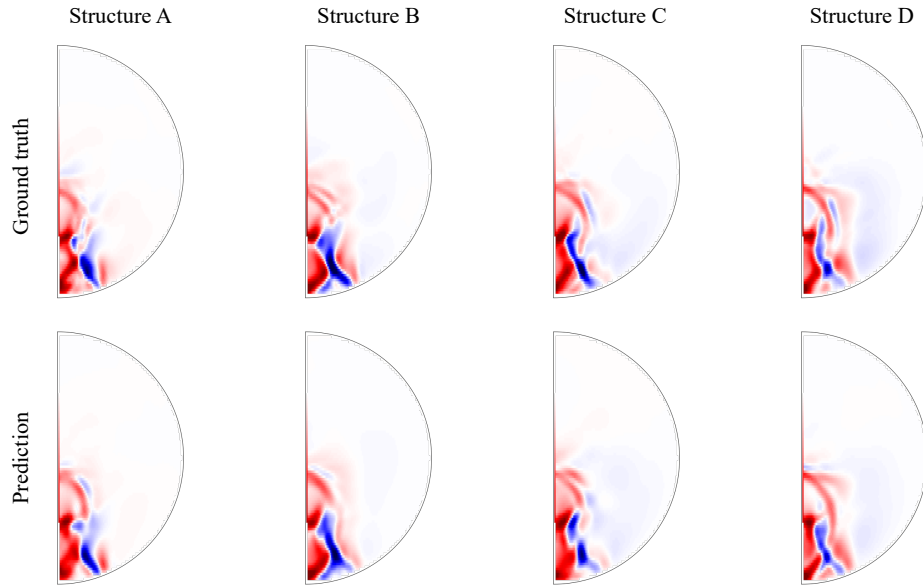 Structure A
Structure B
Structure C
Structure D
Ground truth
Prediction